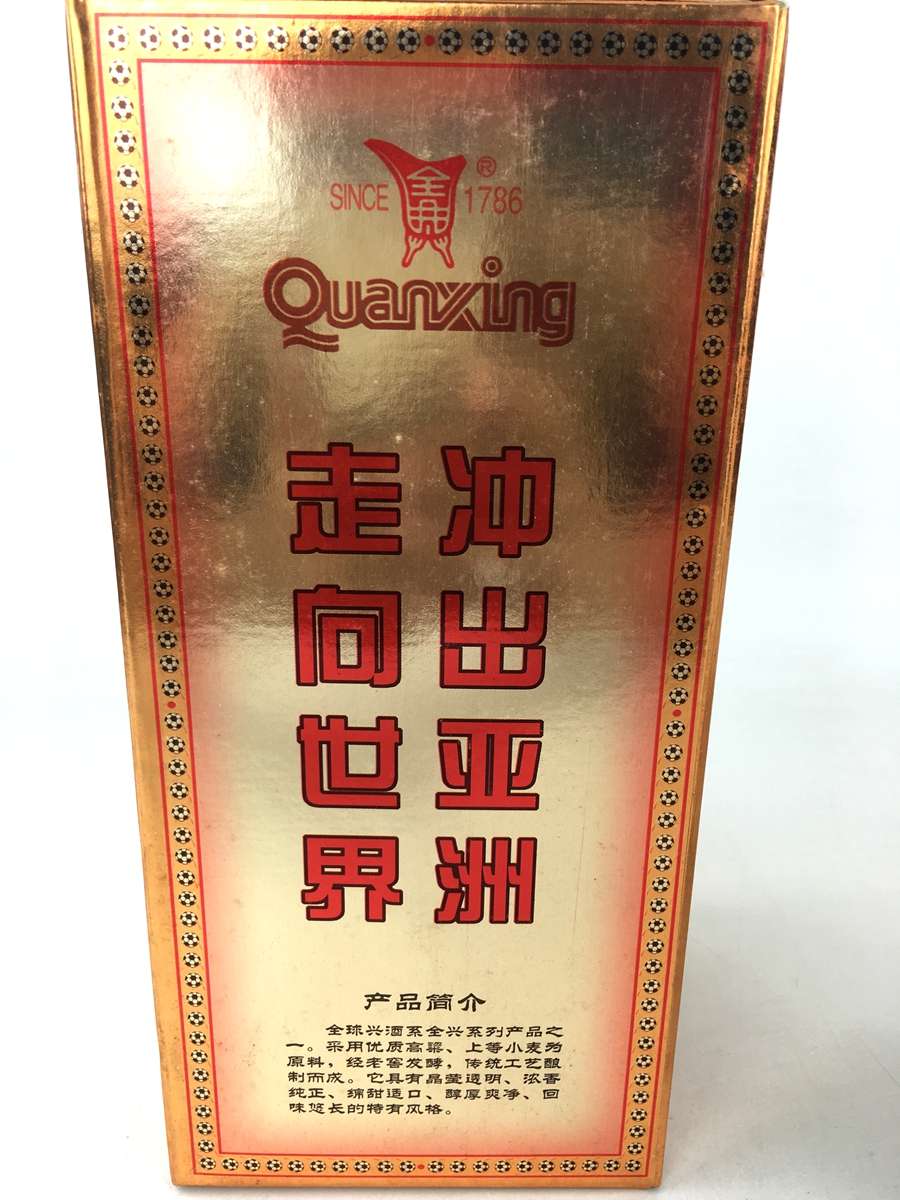 SINCE 全興 ® 1786
Quanxing
冲出亚洲
走向世界
产品简介
全球兴酒系全兴系列产品之
一。采用优质高粱、上等小麦为
原料，经老窖发酵，传统工艺酿
制而成。它具有晶莹透明、浓香
纯正、绵甜适口、醇厚爽净、回
味悠长的特有风格。